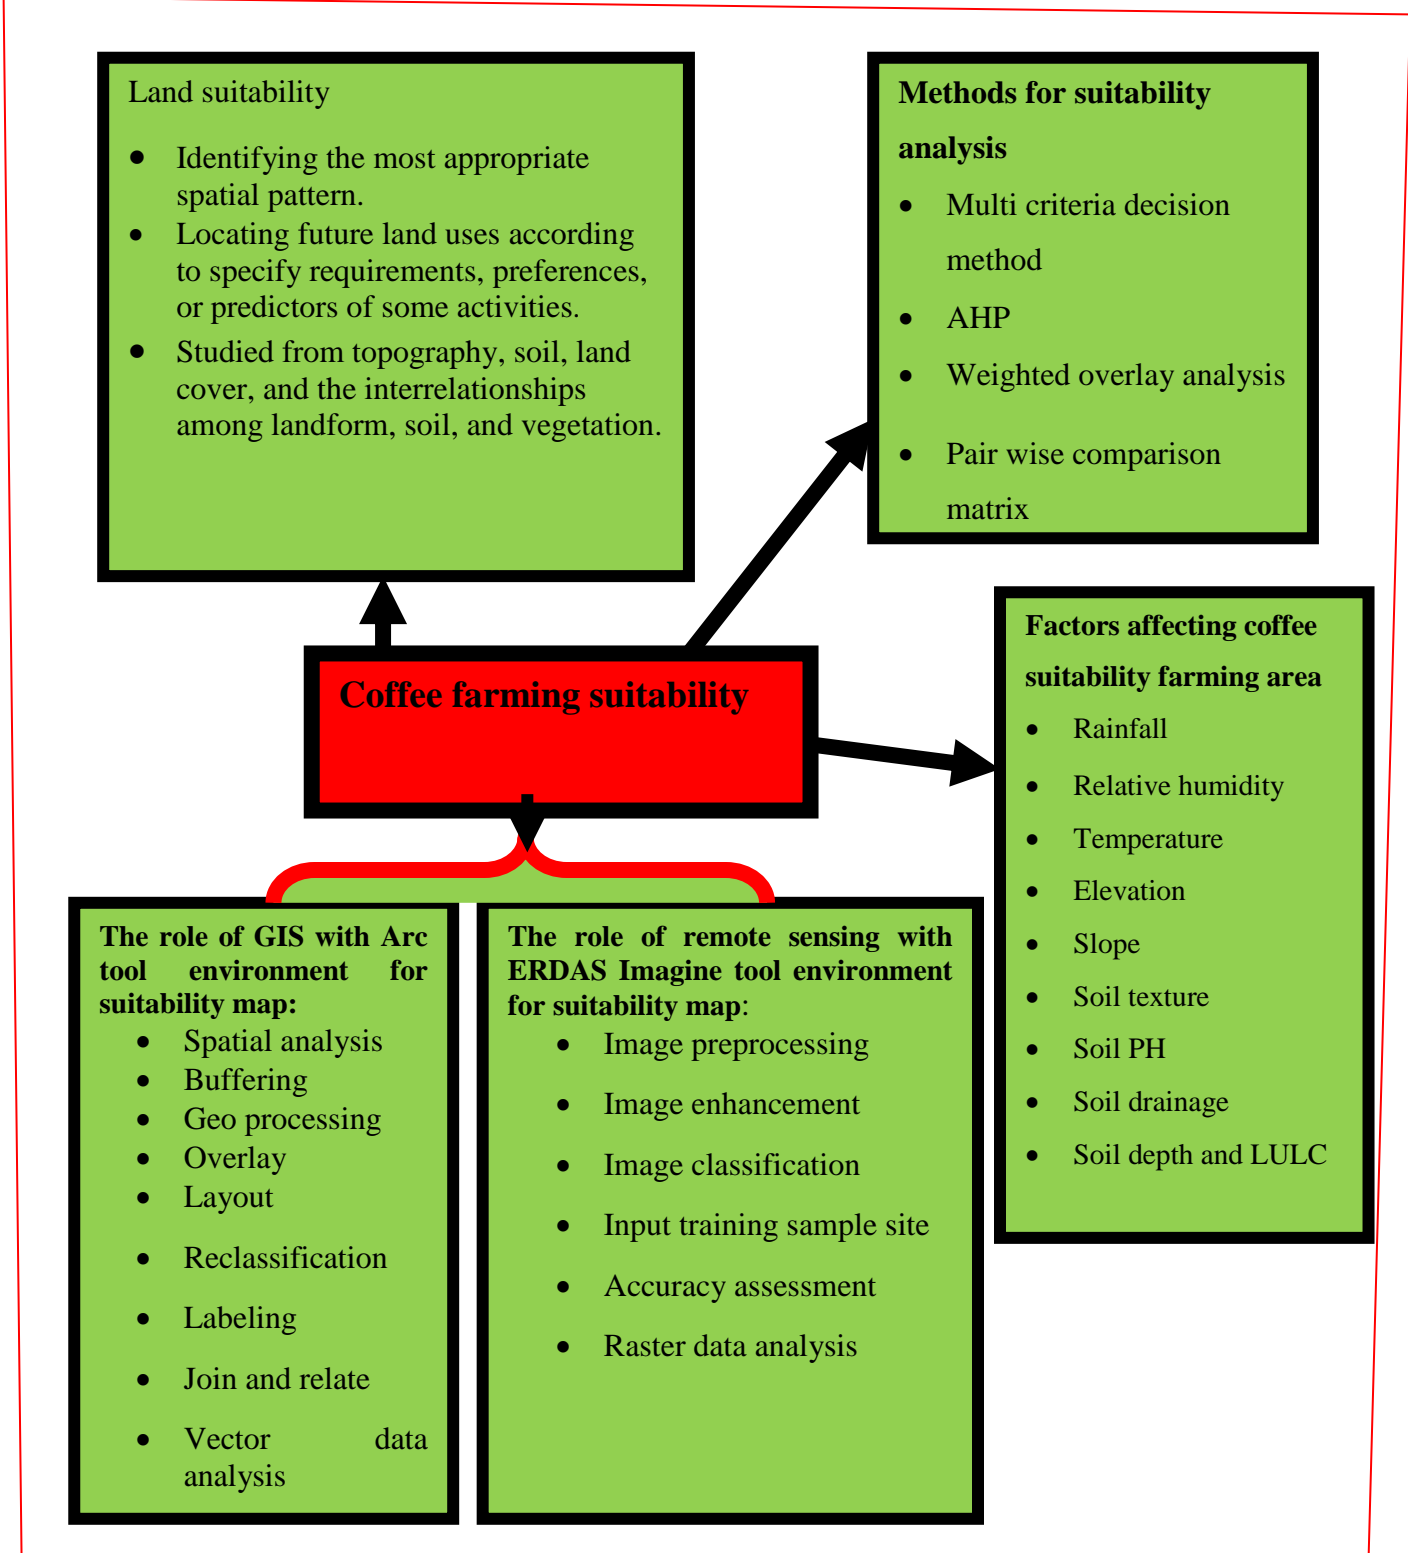 Land suitability
• Identifying the most appropriate
spatial pattern.
• Locating future land uses according
to specify requirements, preferences,
or predictors of some activities.
• Studied from topography, soil, land
cover, and the interrelationships
among landform, soil, and vegetation.
Methods for suitability
analysis
• Multi criteria decision
method
• AHP
• Weighted overlay analysis
• Pair wise comparison
matrix
Coffee farming suitability
Factors affecting coffee
suitability farming area
• Rainfall
• Relative humidity
• Temperature
• Elevation
• Slope
• Soil texture
• Soil PH
• Soil drainage
• Soil depth and LULC
The role of GIS with Arc
tool environment for
suitability map:
• Spatial analysis
• Buffering
• Geo processing
• Overlay
• Layout
• Reclassification
• Labeling
• Join and relate
• Vector data
analysis
The role of remote sensing with
ERDAS Imagine tool environment
for suitability map:
• Image preprocessing
• Image enhancement
• Image classification
• Input training sample site
• Accuracy assessment
• Raster data analysis